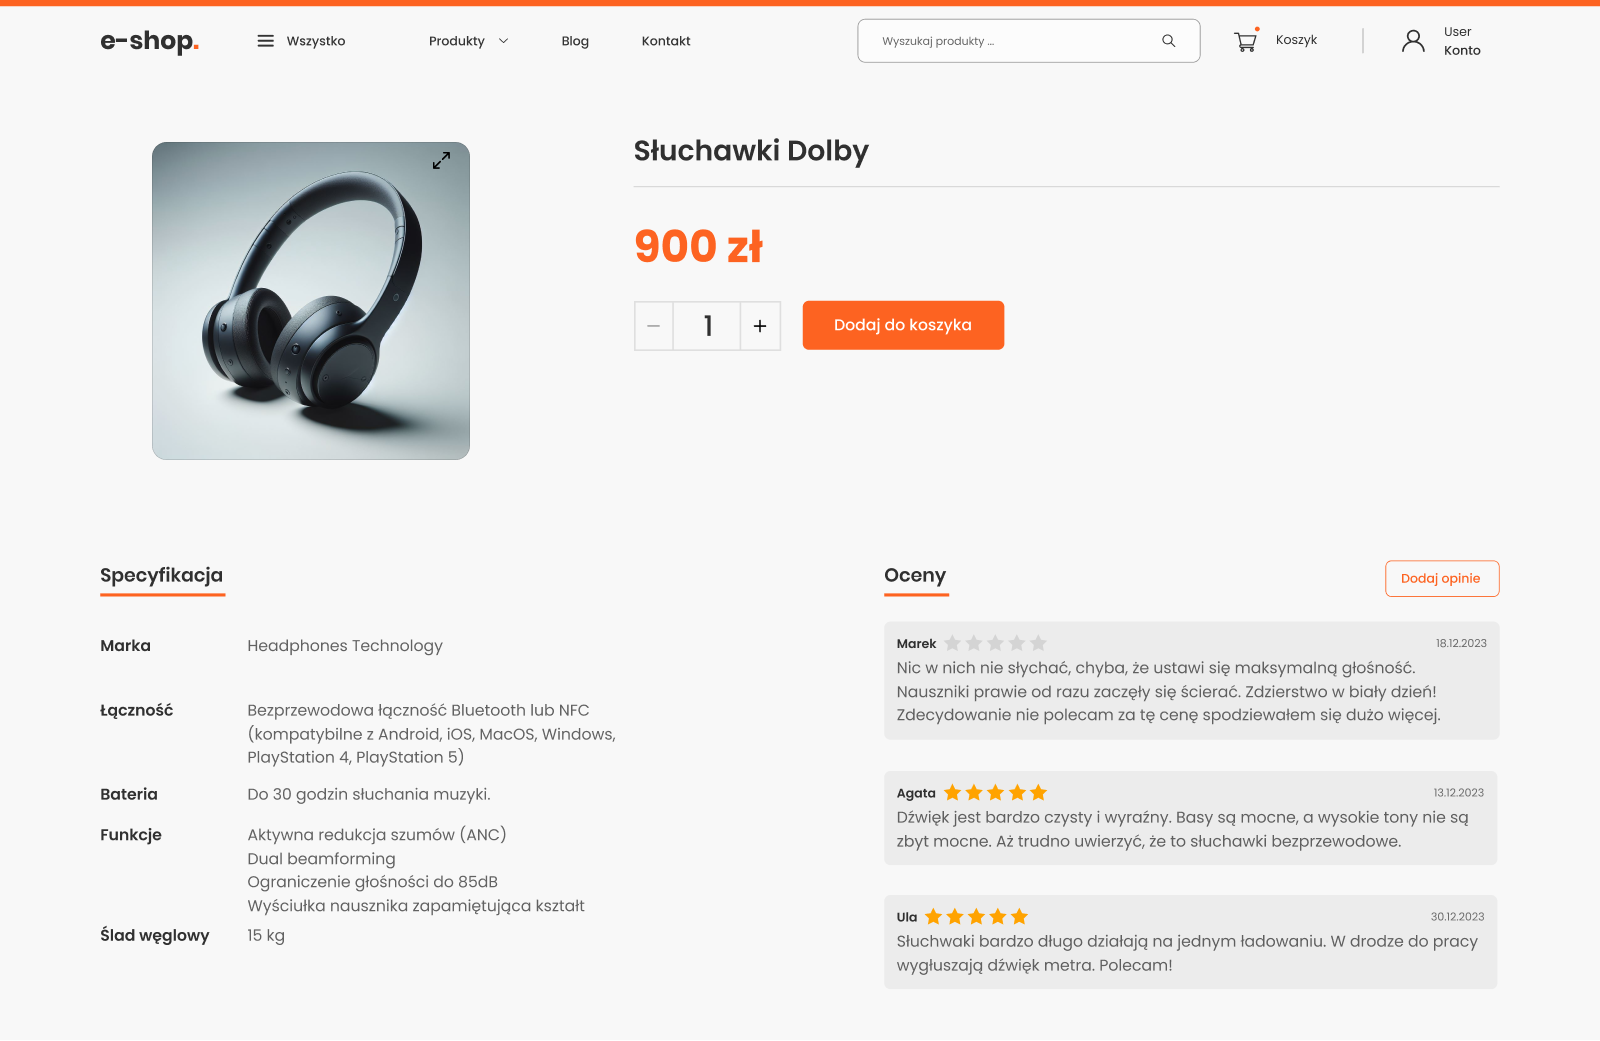 e-shop.
Wszystko
Produkty
Blog
Kontakt
Wyszukaj produkty ...
Koszyk
User
Konto
Słuchawki Dolby
900 zł
1
Dodaj do koszyka
Specyfikacja
Marka
Headphones Technology
Łączność
Bezprzewodowa łączność Bluetooth lub NFC
(kompatybilne z Android, iOS, MacOS, Windows,
PlayStation 4, PlayStation 5)
Bateria
Do 30 godzin słuchania muzyki.
Funkcje
Aktywna redukcja szumów (ANC)
Dual beamforming
Ograniczenie głośności do 85dB
Wyściułka nausznika zapamiętująca kształt
Ślad węglowy
15 kg
Oceny
Dodaj opinie
Marek
18.12.2023
Nic w nich nie słychać, chyba, że ustawi się maksymalną głośność.
Nauszniki prawie od razu zaczęły się ścierać. Zdzierstwo w biały dzień!
Zdecydowanie nie polecam za tę cenę spodziewałem się dużo więcej.
Agata
13.12.2023
Dźwięk jest bardzo czysty i wyraźny. Basy są mocne, a wysokie tony nie są
zbyt mocne. Aż trudno uwierzyć, że to słuchawki bezprzewodowe.
Ula
30.12.2023
Słuchwaki bardzo długo działają na jednym ładowaniu. W drodze do pracy
wygłuszają dźwięk metra. Polecam!